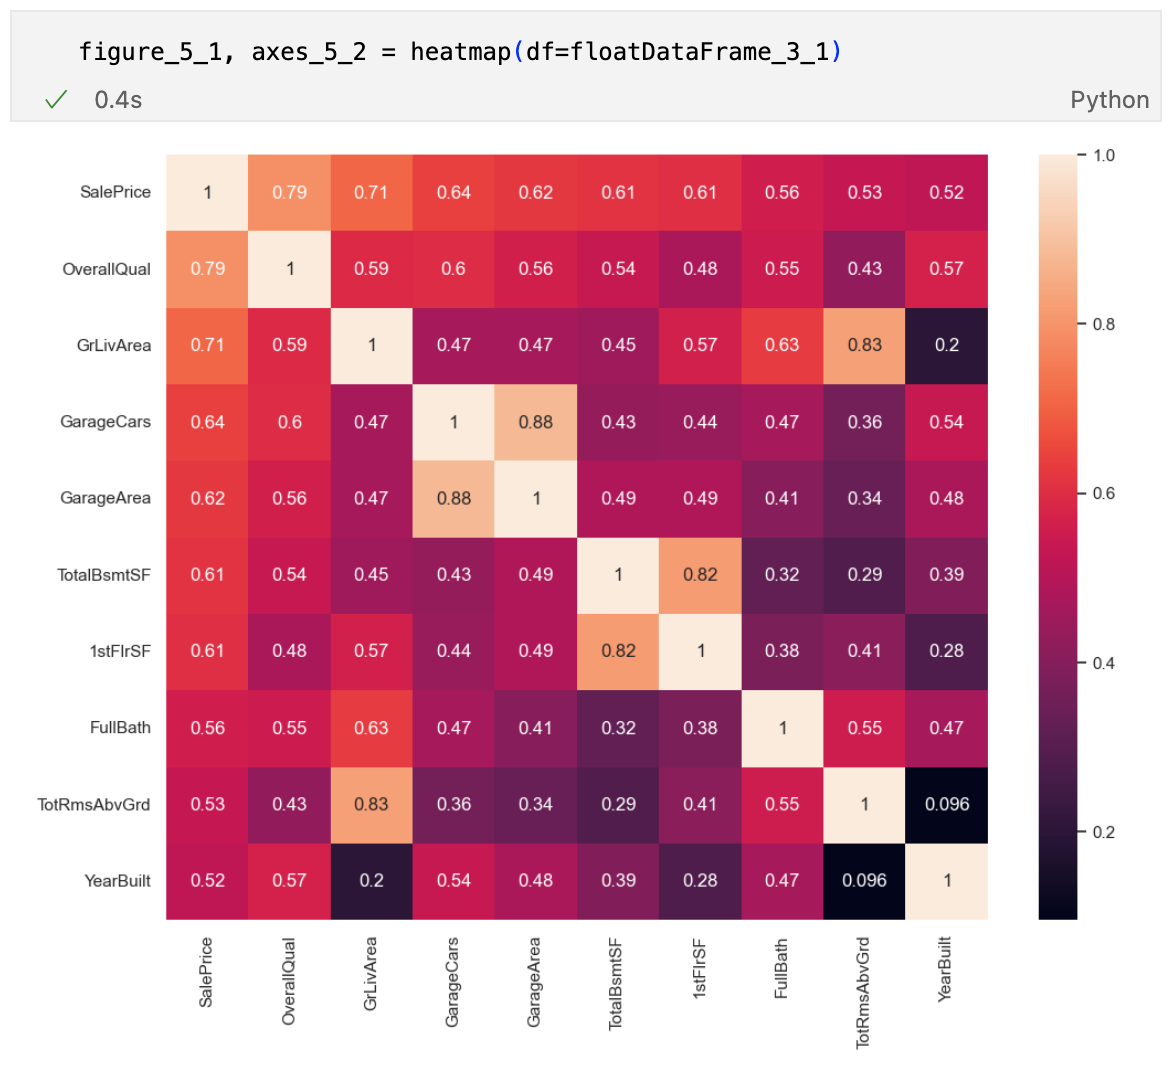 figure_5_1, axes_5_2 = heatmap(df=floatDataFrame_3_1)
✓ 0.4s Python
SalePrice 1 0.79 0.71 0.64 0.62 0.61 0.61 0.56 0.53 0.52
OverallQual 0.79 1 0.59 0.6 0.56 0.54 0.48 0.55 0.43 0.57
GrLivArea 0.71 0.59 1 0.47 0.47 0.45 0.57 0.63 0.83 0.2
GarageCars 0.64 0.6 0.47 1 0.88 0.43 0.44 0.47 0.36 0.54
GarageArea 0.62 0.56 0.47 0.88 1 0.49 0.49 0.41 0.34 0.48
TotalBsmtSF 0.61 0.54 0.45 0.43 0.49 1 0.82 0.32 0.29 0.39
1stFlrSF 0.61 0.48 0.57 0.44 0.49 0.82 1 0.38 0.41 0.28
FullBath 0.56 0.55 0.63 0.47 0.41 0.32 0.38 1 0.55 0.47
TotRmsAbvGrd 0.53 0.43 0.83 0.36 0.34 0.29 0.41 0.55 1 0.096
YearBuilt 0.52 0.57 0.2 0.54 0.48 0.39 0.28 0.47 0.096 1
SalePrice
OverallQual
GrLivArea
GarageCars
GarageArea
TotalBsmtSF
1stFlrSF
FullBath
TotRmsAbvGrd
YearBuilt
1.0
0.8
0.6
0.4
0.2